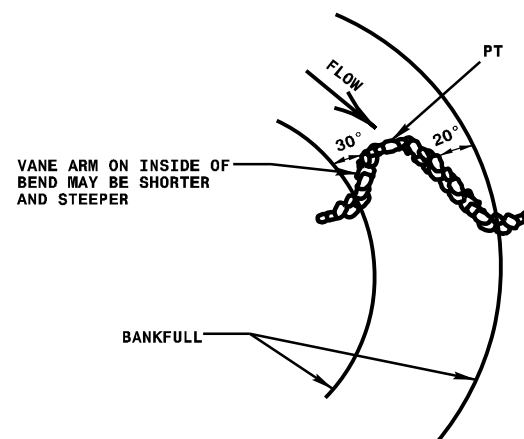 PT
FLOW
30°
20°
VANE ARM ON INSIDE OF
BEND MAY BE SHORTER
AND STEEPER
BANKFULL